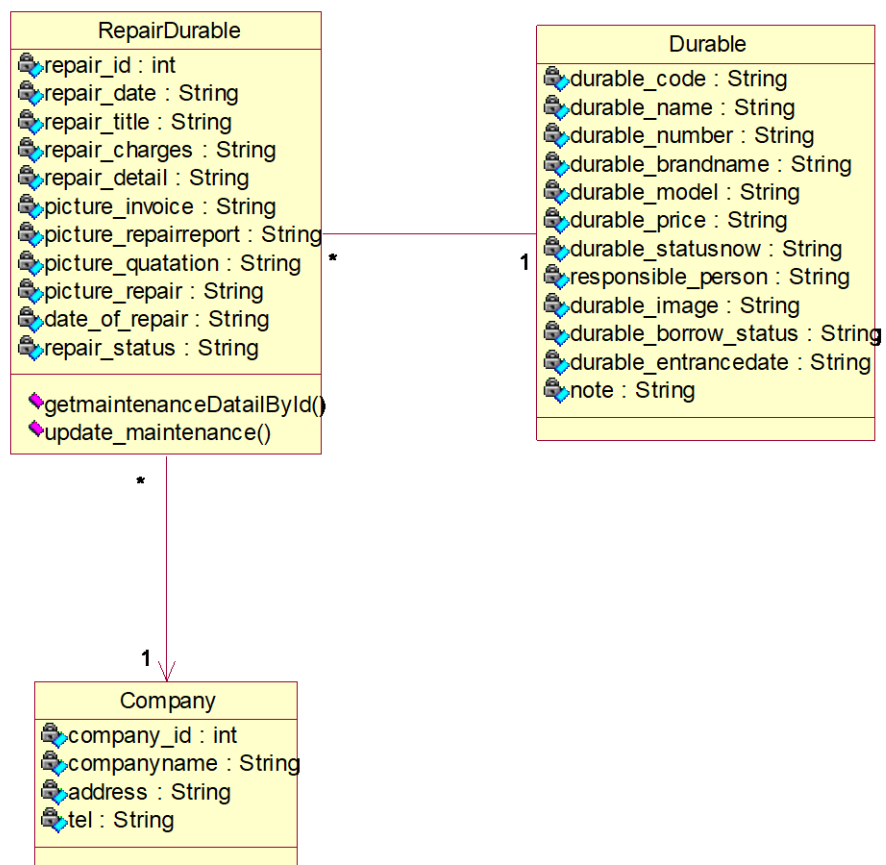 RepairDurable
repair_id : int
repair_date : String
repair_title : String
repair_charges : String
repair_detail : String
picture_invoice : String
picture_repairreport : String
picture_quatation : String
picture_repair : String
date_of_repair : String
repair_status : String
getmaintenanceDatailById()
update_maintenance()
*
1
Durable
durable_code : String
durable_name : String
durable_number : String
durable_brandname : String
durable_model : String
durable_price : String
durable_statusnow : String
responsible_person : String
durable_image : String
durable_borrow_status : String
durable_entrancedate : String
note : String
*
1
Company
company_id : int
companyname : String
address : String
tel : String